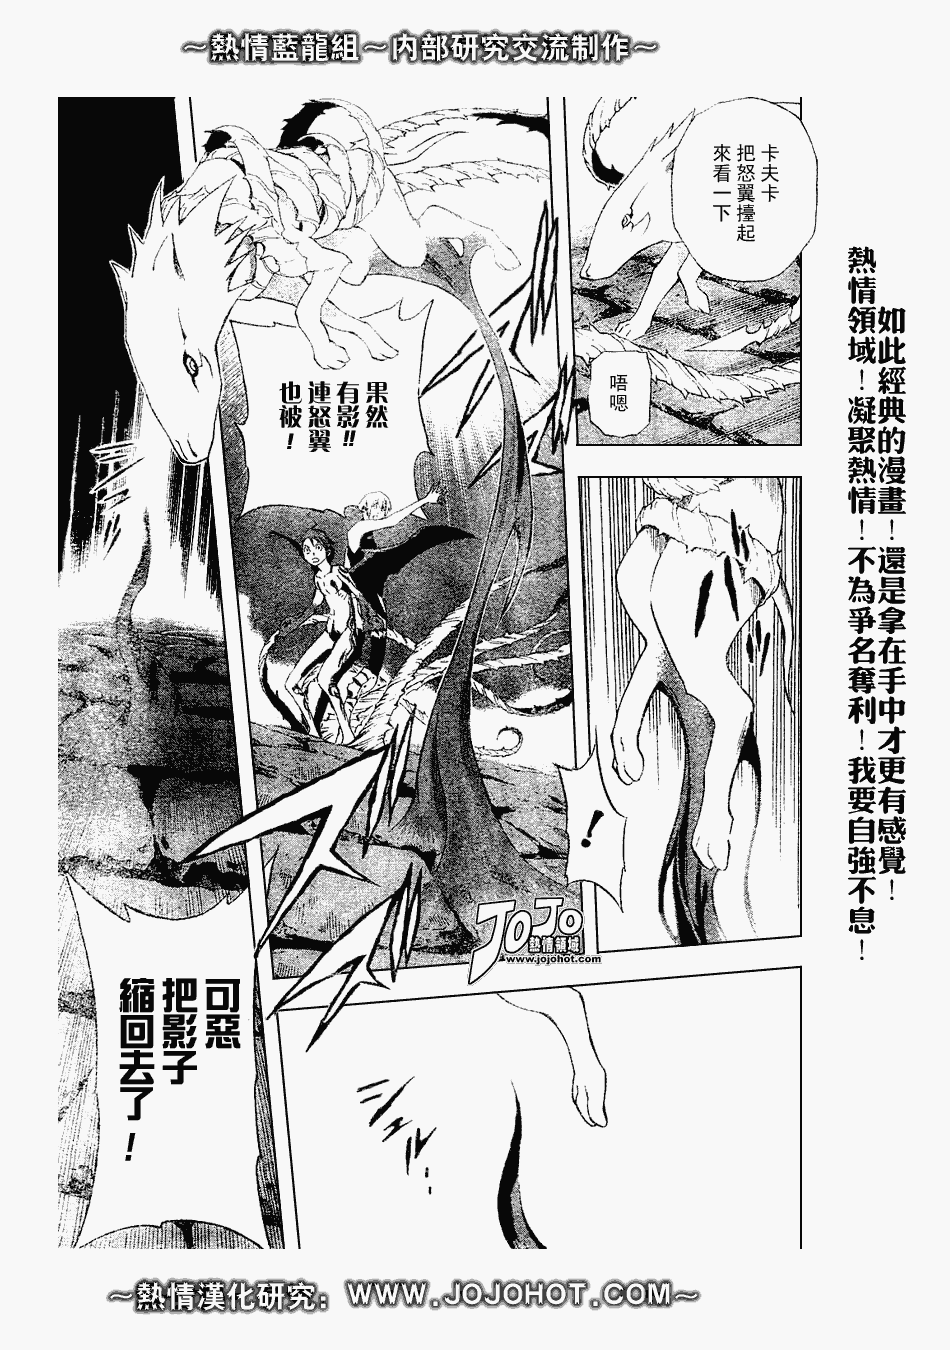 ～熱情藍龍組～内部研究交流制作～
卡夫卡
把怒翼擡起
來看一下
唔
嗯
果然
有影!!
連怒翼
也被！
！
可惡
把影子
縮回去了！
如此經典的漫畫！還是拿在手中才更有感覺！
熱情領域！凝聚熱情！不為爭名奪利！我要自強不息！
JOJO
熱情領域
www.jojohot.com
～熱情漢化研究：WWW.JOJOHOT.COM～